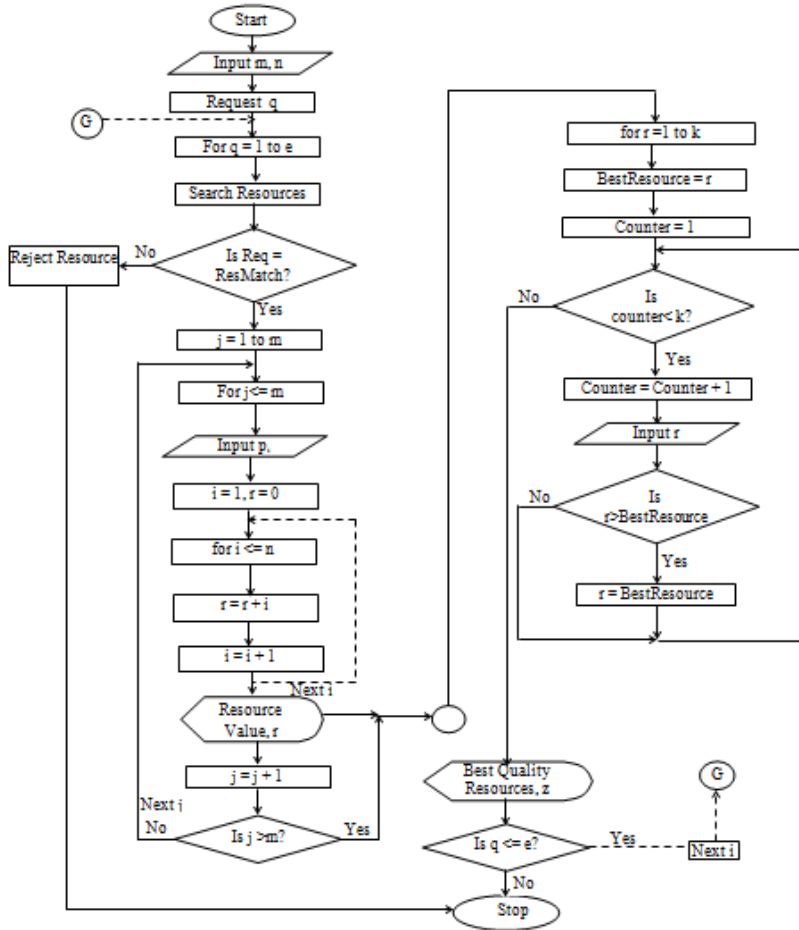 Start
Input m, n
Request q
G
For q = 1 to e
Search Resources
Is Req =
ResMatch?
No
Reject Resource
Yes
j = 1 to m
For j<= m
Input pᵢ
i = 1, r = 0
for i <= n
r = r + i
i = i + 1
Next i
Resource
Value, r
j = j + 1
Next j
No
Is j >m?
Yes
for r =1 to k
BestResource = r
Counter = 1
Is
counter< k?
No
Yes
Counter = Counter + 1
Input r
Is
r>BestResource
No
Yes
r = BestResource
Best Quality
Resources, z
Is q <= e?
Yes
Next i
G
No
Stop